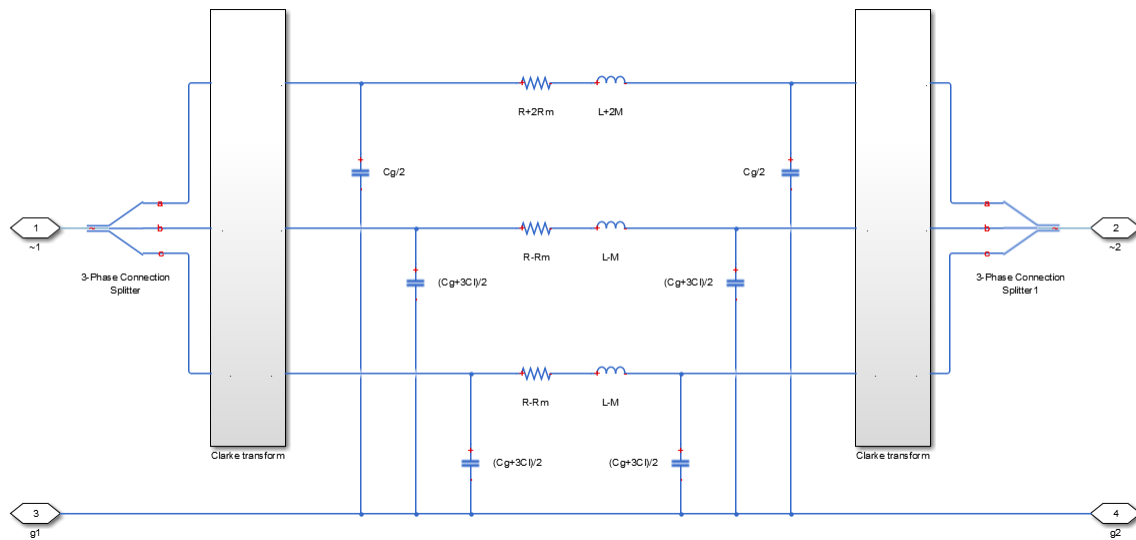 R+2Rm
L+2M
Cg/2
Cg/2
a
a
1
b
R-Rm
L-M
b
2
~
~
~1
~2
c
c
3-Phase Connection
Splitter
(Cg+3Cl)/2
(Cg+3Cl)/2
3-Phase Connection
Splitter1
R-Rm
L-M
Clarke transform
(Cg+3Cl)/2
(Cg+3Cl)/2
Clarke transform
3
4
g1
g2